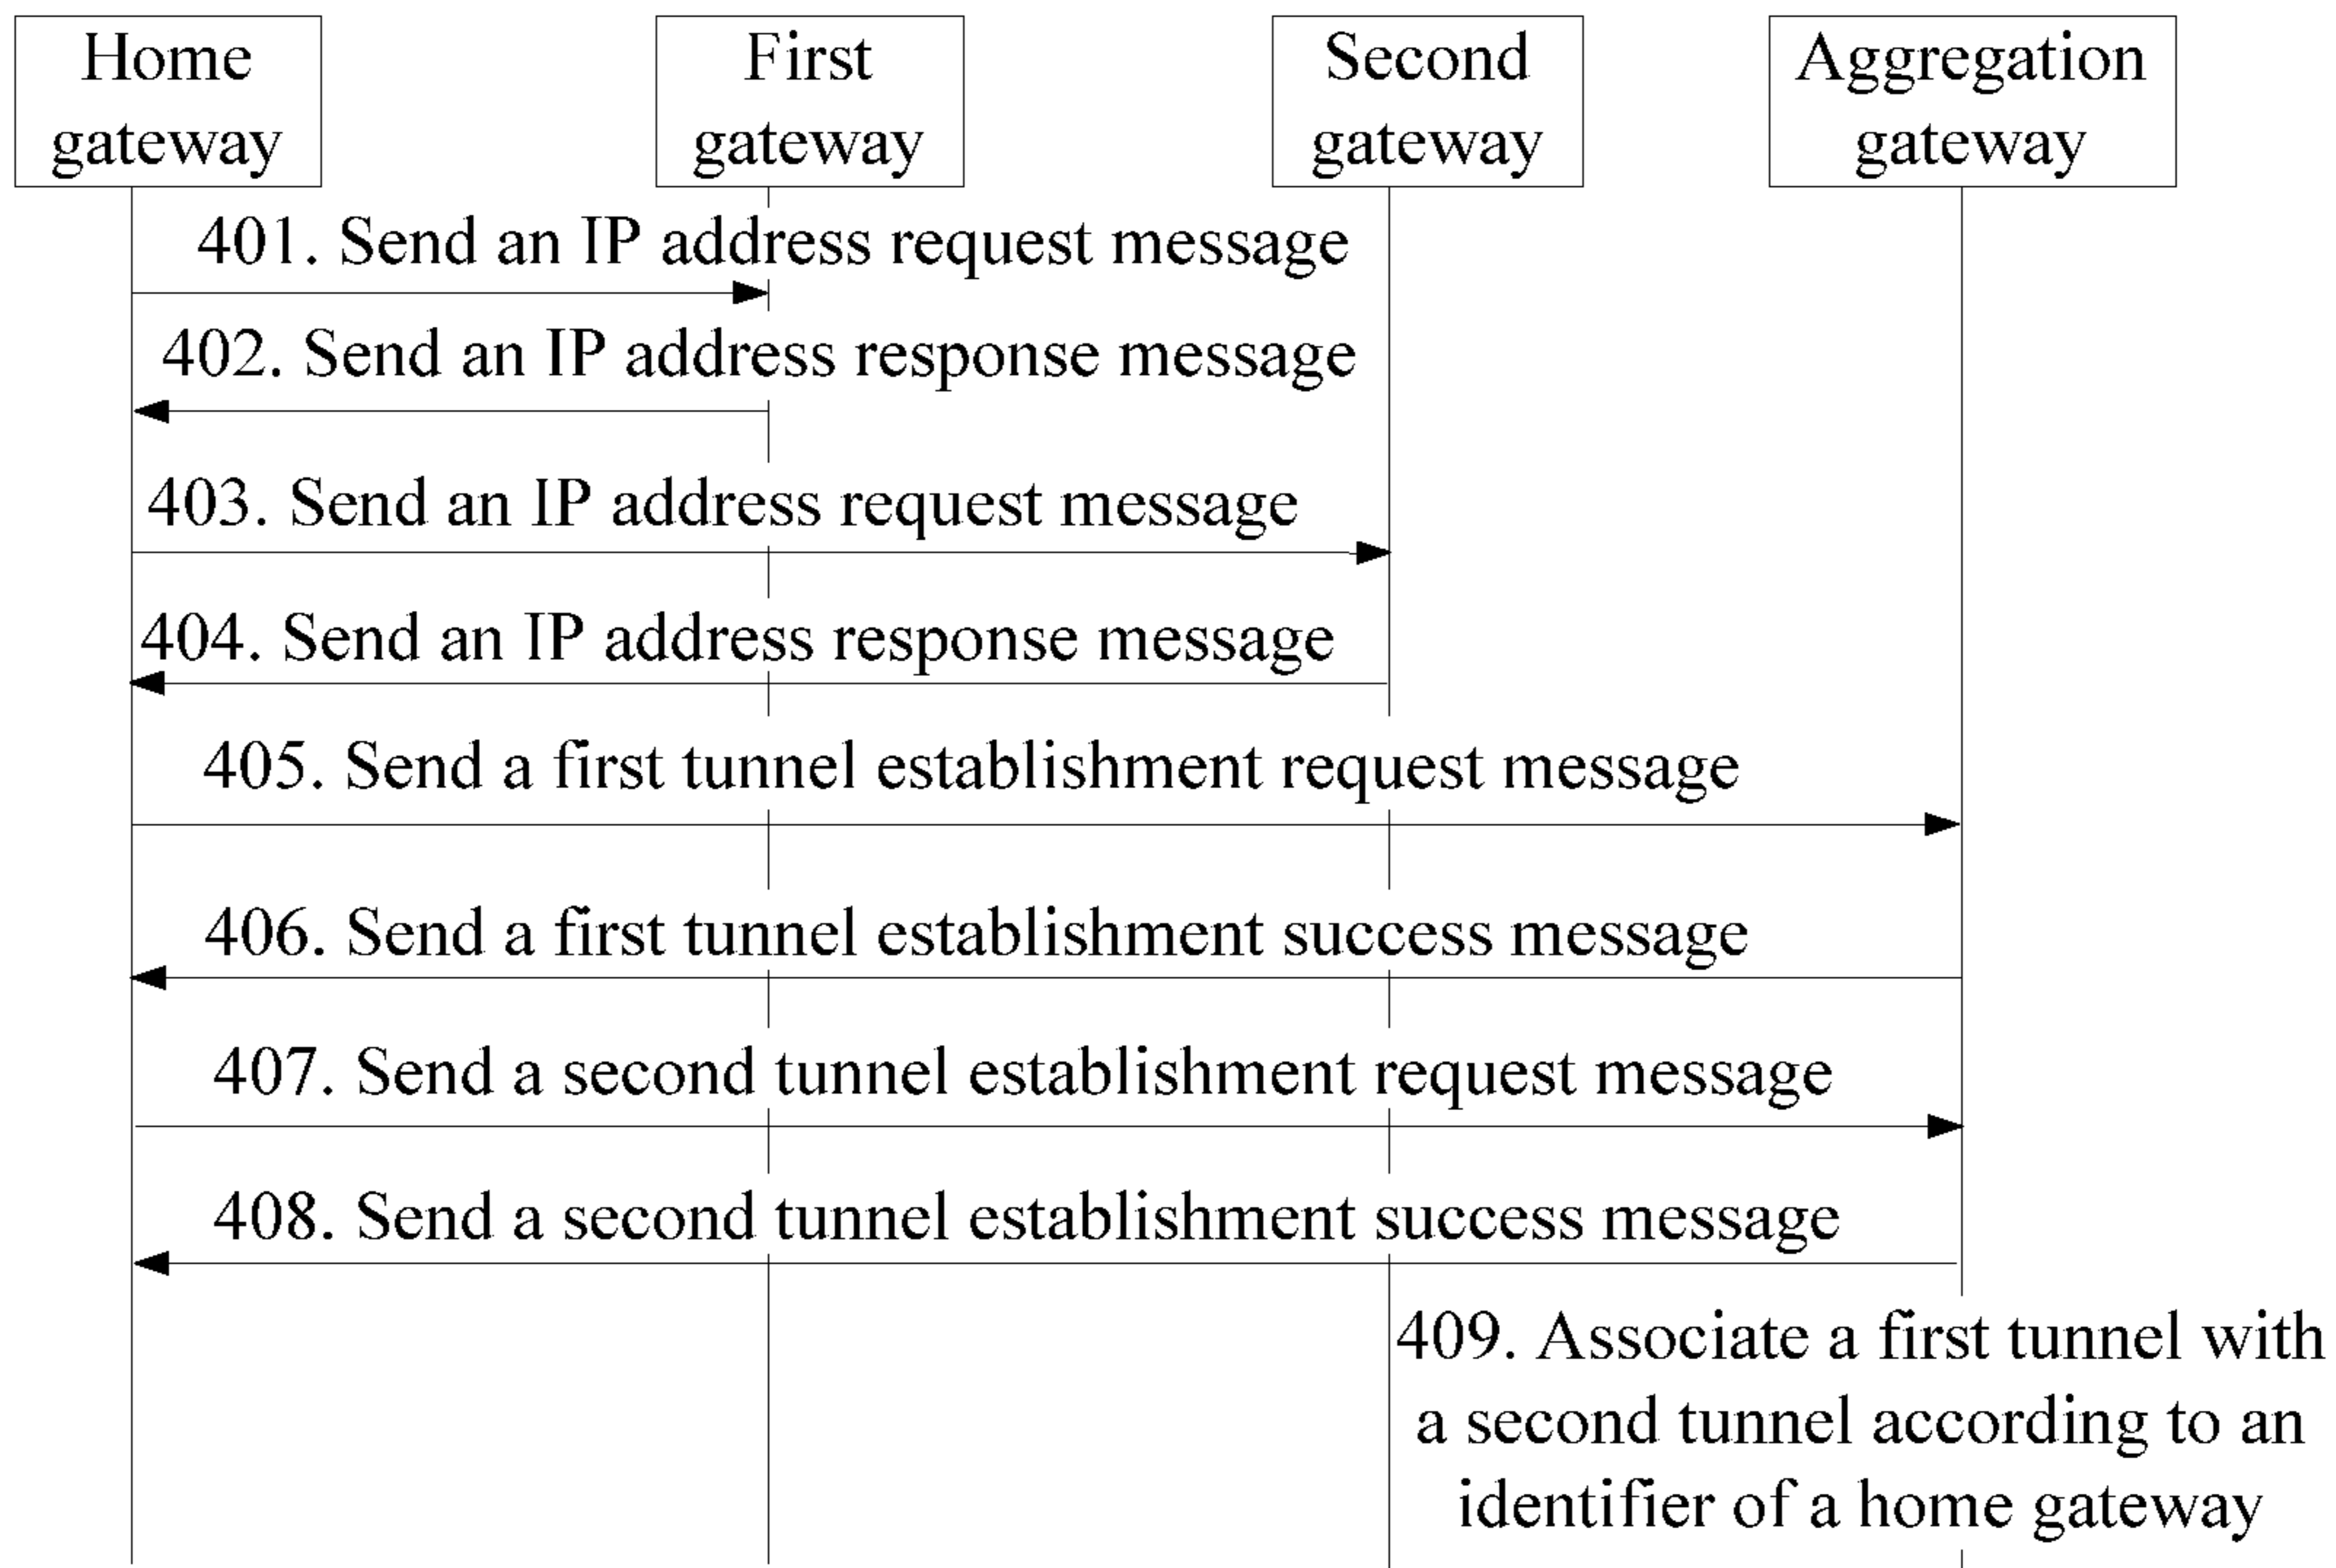 Home
gateway
First
gateway
Second
gateway
Aggregation
gateway
401. Send an IP address request message
402. Send an IP address response message
403. Send an IP address request message
404. Send an IP address response message
405. Send a first tunnel establishment request message
406. Send a first tunnel establishment success message
407. Send a second tunnel establishment request message
408. Send a second tunnel establishment success message
409. Associate a first tunnel with
a second tunnel according to an
identifier of a home gateway